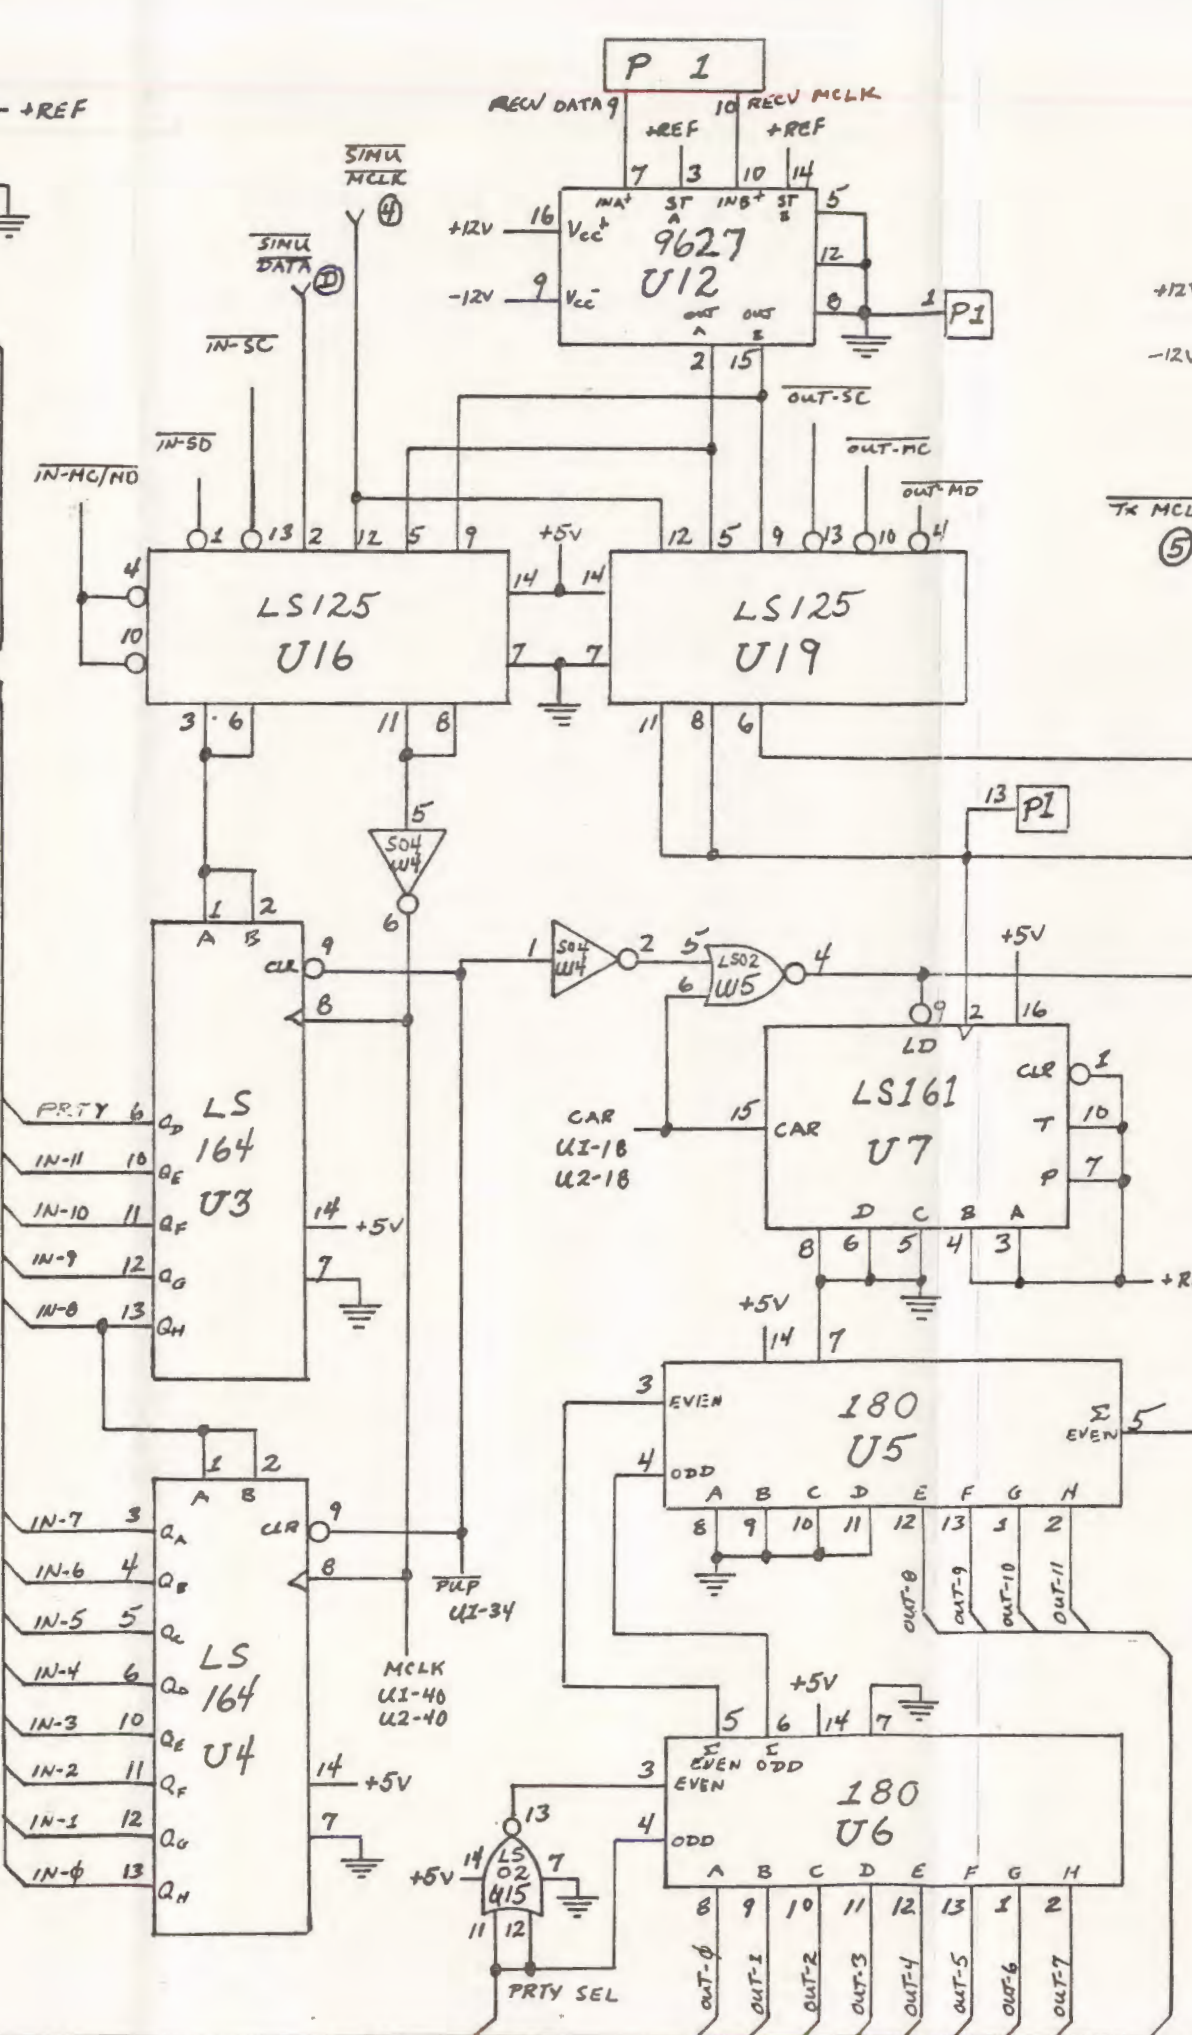 P 1
RECV DATA 9
10 RECV MCLK
+REF
+REF
+REF
SIMU
MCLK
4
7 3 10 14
INA+ ST A INB+ ST B
5
+12V 16 Vcc+
9627
U12
12
SIMU
DATA
D
-12V 9 Vcc-
8
1 P1
+12V
-12V
OUT A OUT B
2 15
IN-SC
OUT-SC
IN-SD
OUT-MC
IN-MC/MD
OUT-MD
TX MCL
5
1 13 2 12 5 9
+5V
12 5 9 13 10 4
4
10
LS125
U16
14 14
7 7
LS125
U19
3 6 11 8
11 8 6
13 P1
5
S04
U4
6
1 2
A B
CLR 9
8
1 S04 U4 2
5 6 LS02 U15 4
+5V
9 2 16
LD
LS161
U7
CLR 1
T 10
P 7
CAR
U1-18
U2-18
15 CAR
D C B A
8 6 5 4 3
+R
LS
164
U3
PRTY 6 QD
IN-11 10 QE
IN-10 11 QF
IN-9 12 QG
IN-8 13 QH
14 +5V
7
+5V
14 7
3 EVEN
4 ODD
180
U5
Σ
EVEN 5
A B C D E F G H
8 9 10 11 12 13 1 2
OUT-8 OUT-9 OUT-10 OUT-11
1 2
A B
CLR 9
8
PUP
U1-34
MCLK
U1-40
U2-40
IN-7 3 QA
IN-6 4 QB
IN-5 5 QC
IN-4 6 QD
IN-3 10 QE
IN-2 11 QF
IN-1 12 QG
IN-ϕ 13 QH
LS
164
U4
14 +5V
7
+5V
5 6 14 7
Σ EVEN Σ ODD
3 EVEN
4 ODD
180
U6
A B C D E F G H
8 9 10 11 12 13 1 2
OUT-ϕ OUT-1 OUT-2 OUT-3 OUT-4 OUT-5 OUT-6 OUT-7
13
+5V 14 LS 02 U15 7
11 12
PRTY SEL